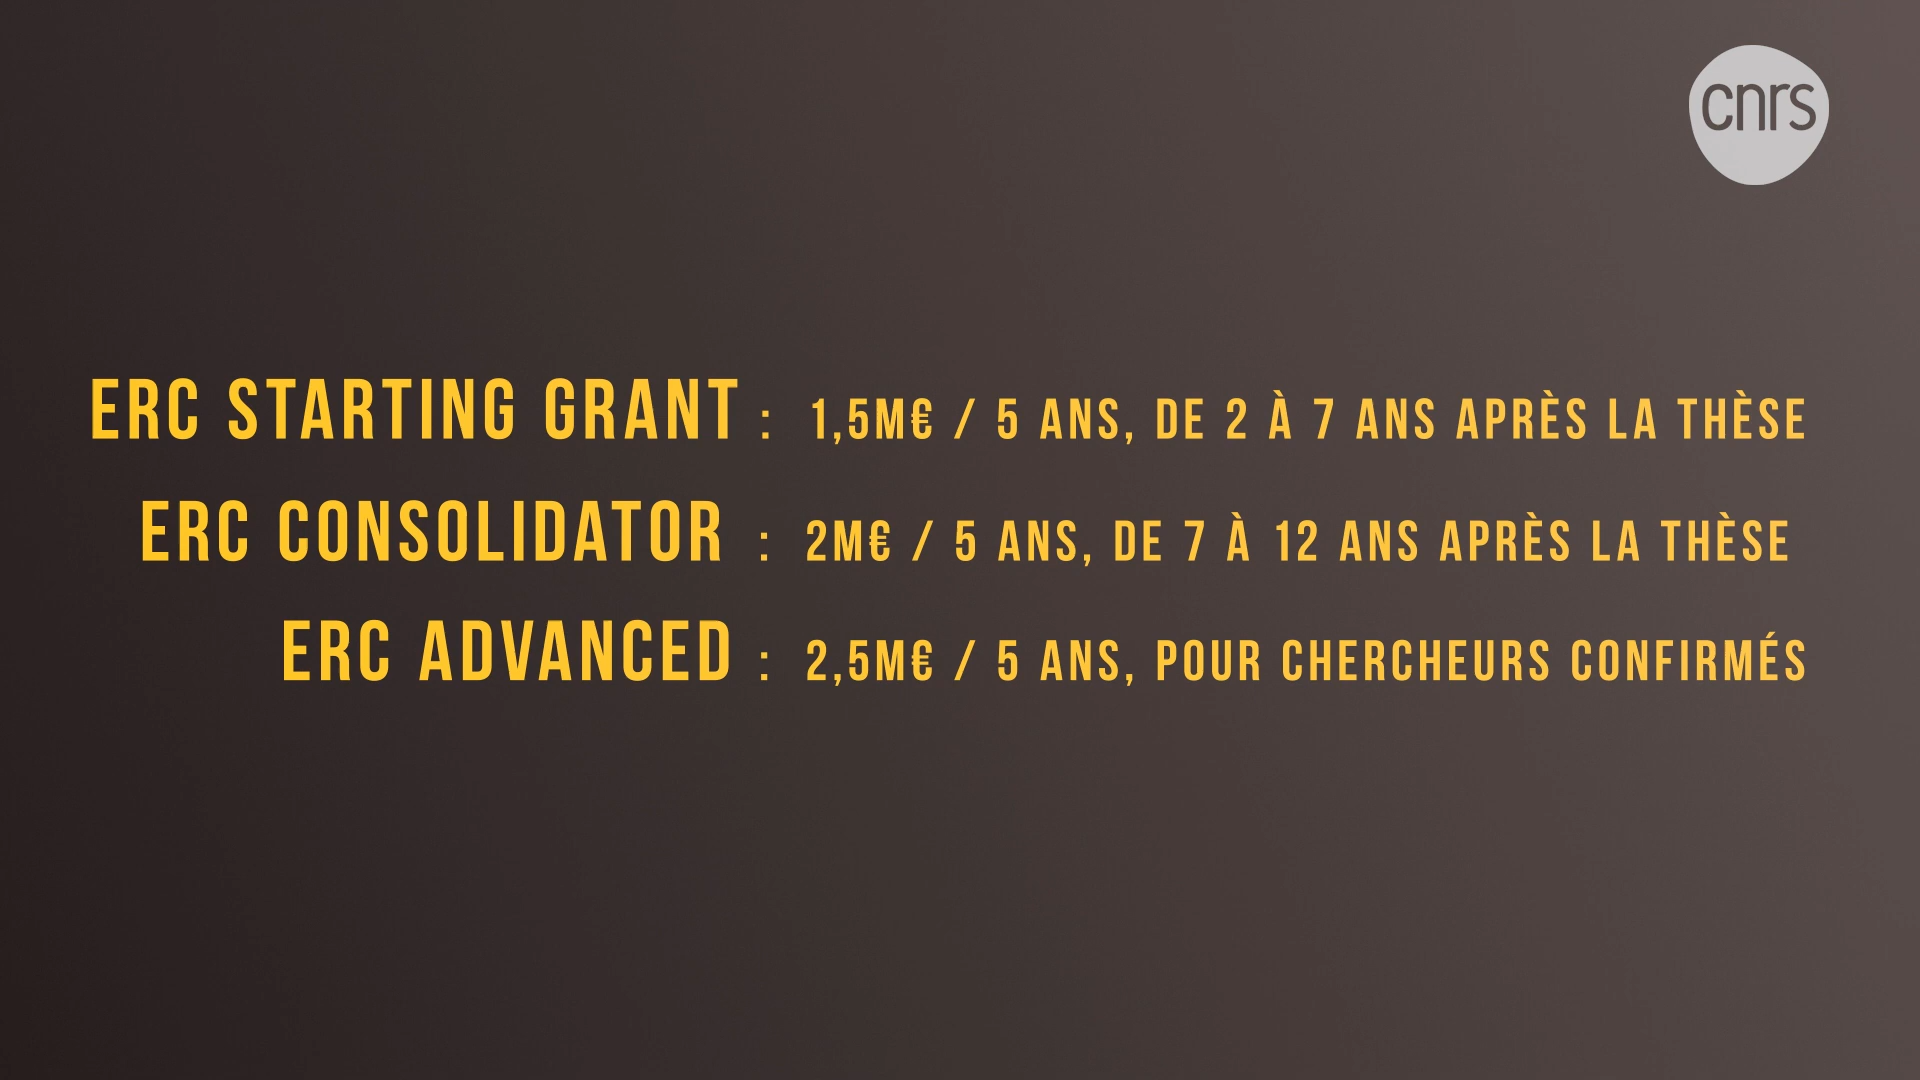 cnrs
ERC STARTING GRANT : 1,5M€ / 5 ANS, DE 2 À 7 ANS APRÈS LA THÈSE
ERC CONSOLIDATOR : 2M€ / 5 ANS, DE 7 À 12 ANS APRÈS LA THÈSE
ERC ADVANCED : 2,5M€ / 5 ANS, POUR CHERCHEURS CONFIRMÉS